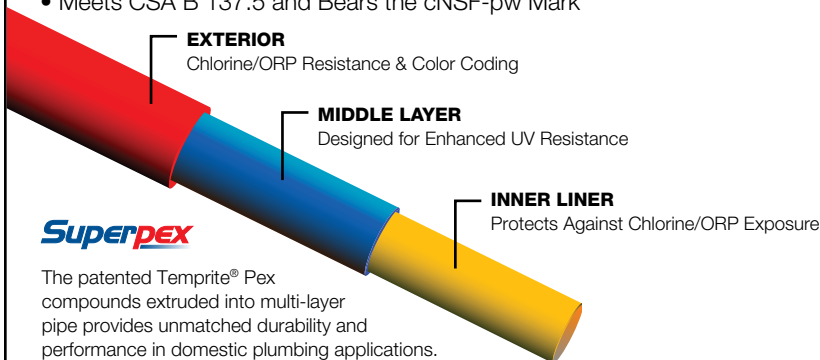 • Meets CSA B 137.5 and Bears the cNSF-pw Mark
EXTERIOR
Chlorine/ORP Resistance & Color Coding
MIDDLE LAYER
Designed for Enhanced UV Resistance
INNER LINER
Protects Against Chlorine/ORP Exposure
Superpex
The patented Temprite® Pex
compounds extruded into multi-layer
pipe provides unmatched durability and
performance in domestic plumbing applications.